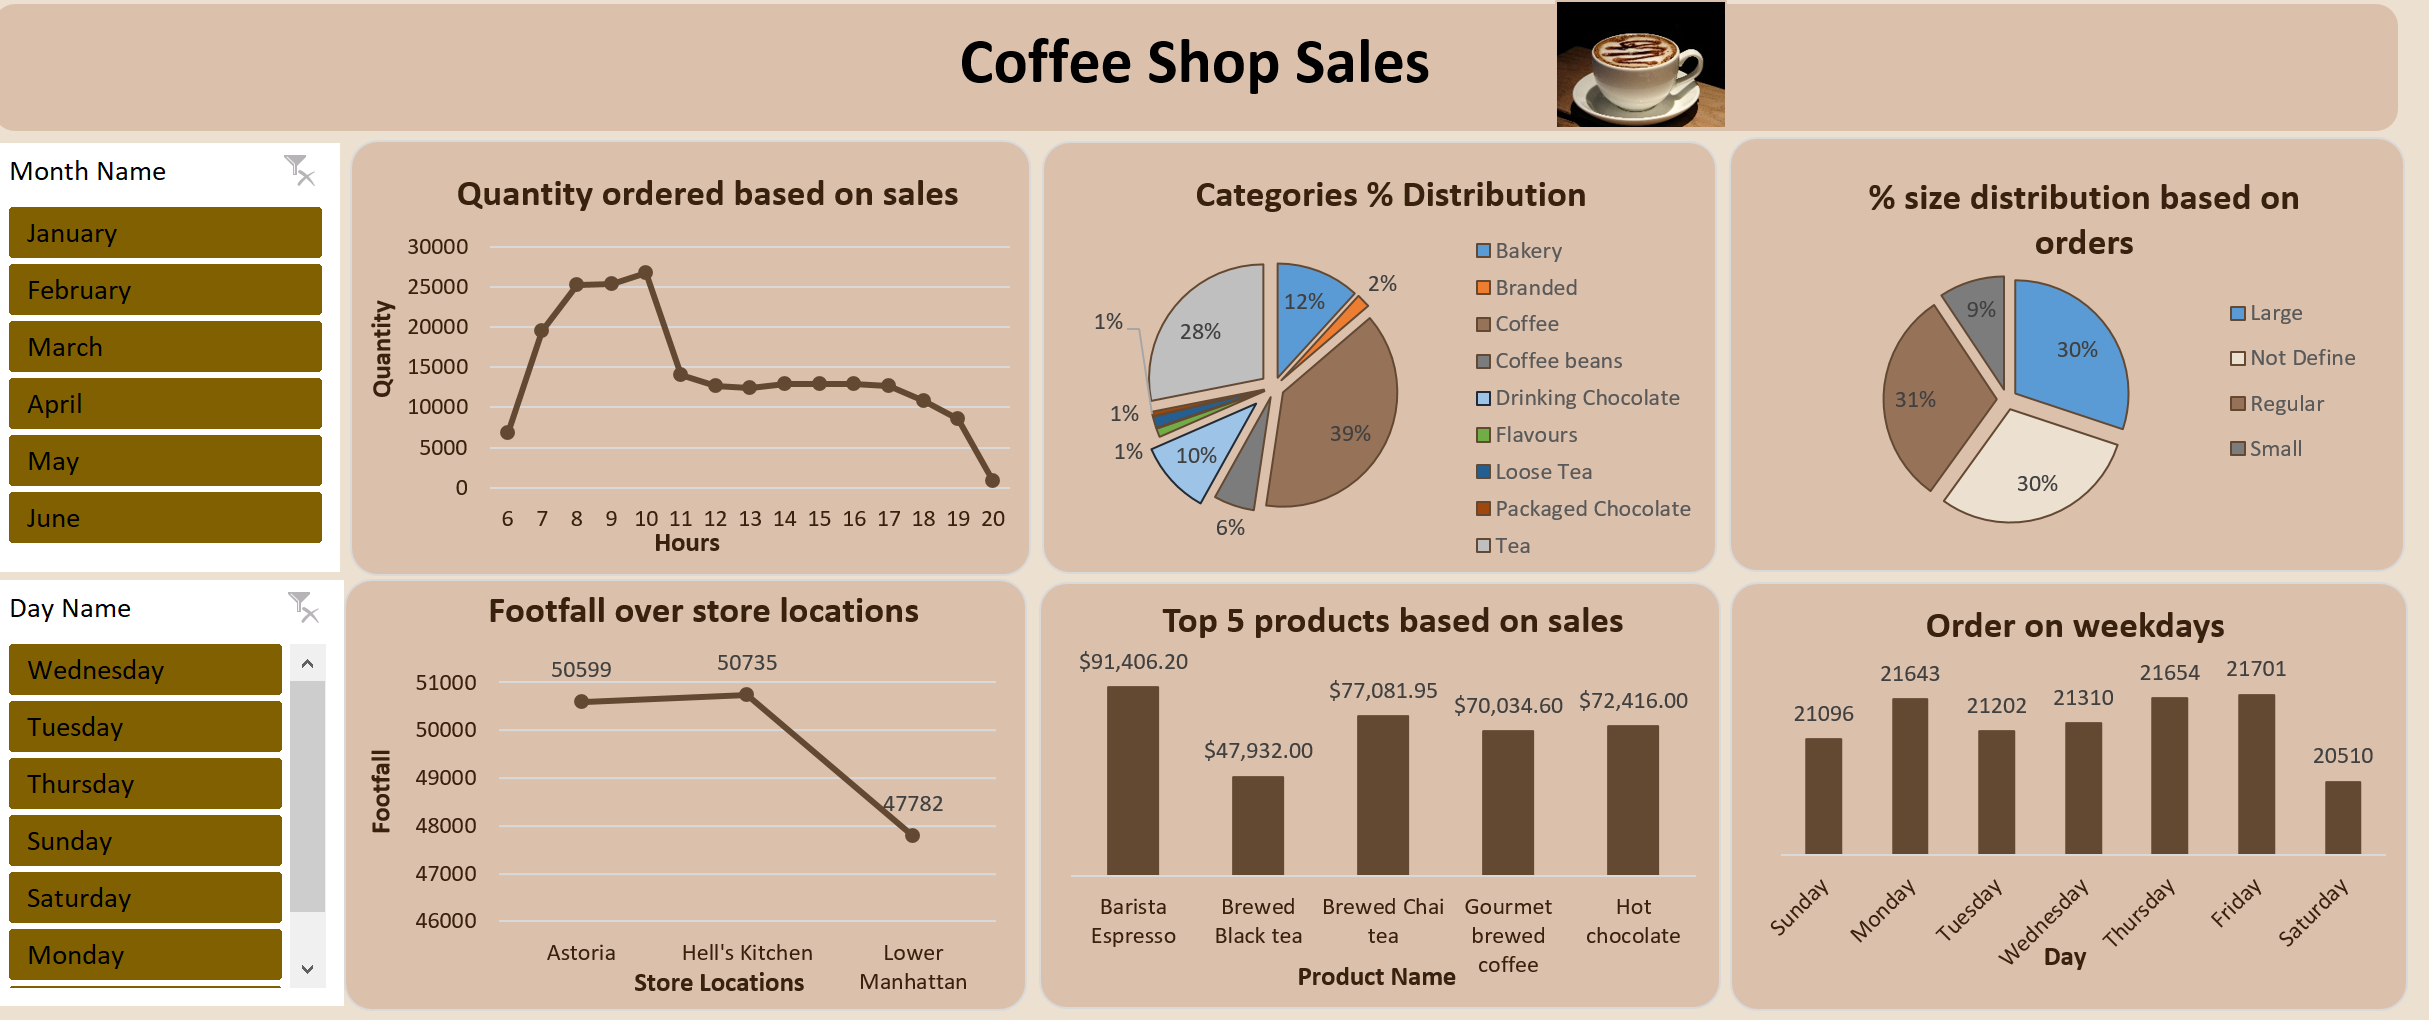 Coffee Shop Sales
Month Name
January
February
March
April
May
June
Day Name
Wednesday
Tuesday
Thursday
Sunday
Saturday
Monday
Quantity ordered based on sales
30000
25000
20000
15000
10000
5000
0
Quantity
6 7 8 9 10 11 12 13 14 15 16 17 18 19 20
Hours
Categories % Distribution
12%
2%
39%
6%
10%
1%
1%
1%
28%
Bakery
Branded
Coffee
Coffee beans
Drinking Chocolate
Flavours
Loose Tea
Packaged Chocolate
Tea
% size distribution based on
orders
30%
30%
31%
9%
Large
Not Define
Regular
Small
Footfall over store locations
51000
50000
49000
48000
47000
46000
Footfall
50599
50735
47782
Astoria
Hell's Kitchen
Lower
Manhattan
Store Locations
Top 5 products based on sales
$91,406.20
$47,932.00
$77,081.95
$70,034.60
$72,416.00
Barista
Espresso
Brewed
Black tea
Brewed Chai
tea
Gourmet
brewed
coffee
Hot
chocolate
Product Name
Order on weekdays
21096
21643
21202
21310
21654
21701
20510
Sunday
Monday
Tuesday
Wednesday
Thursday
Friday
Saturday
Day